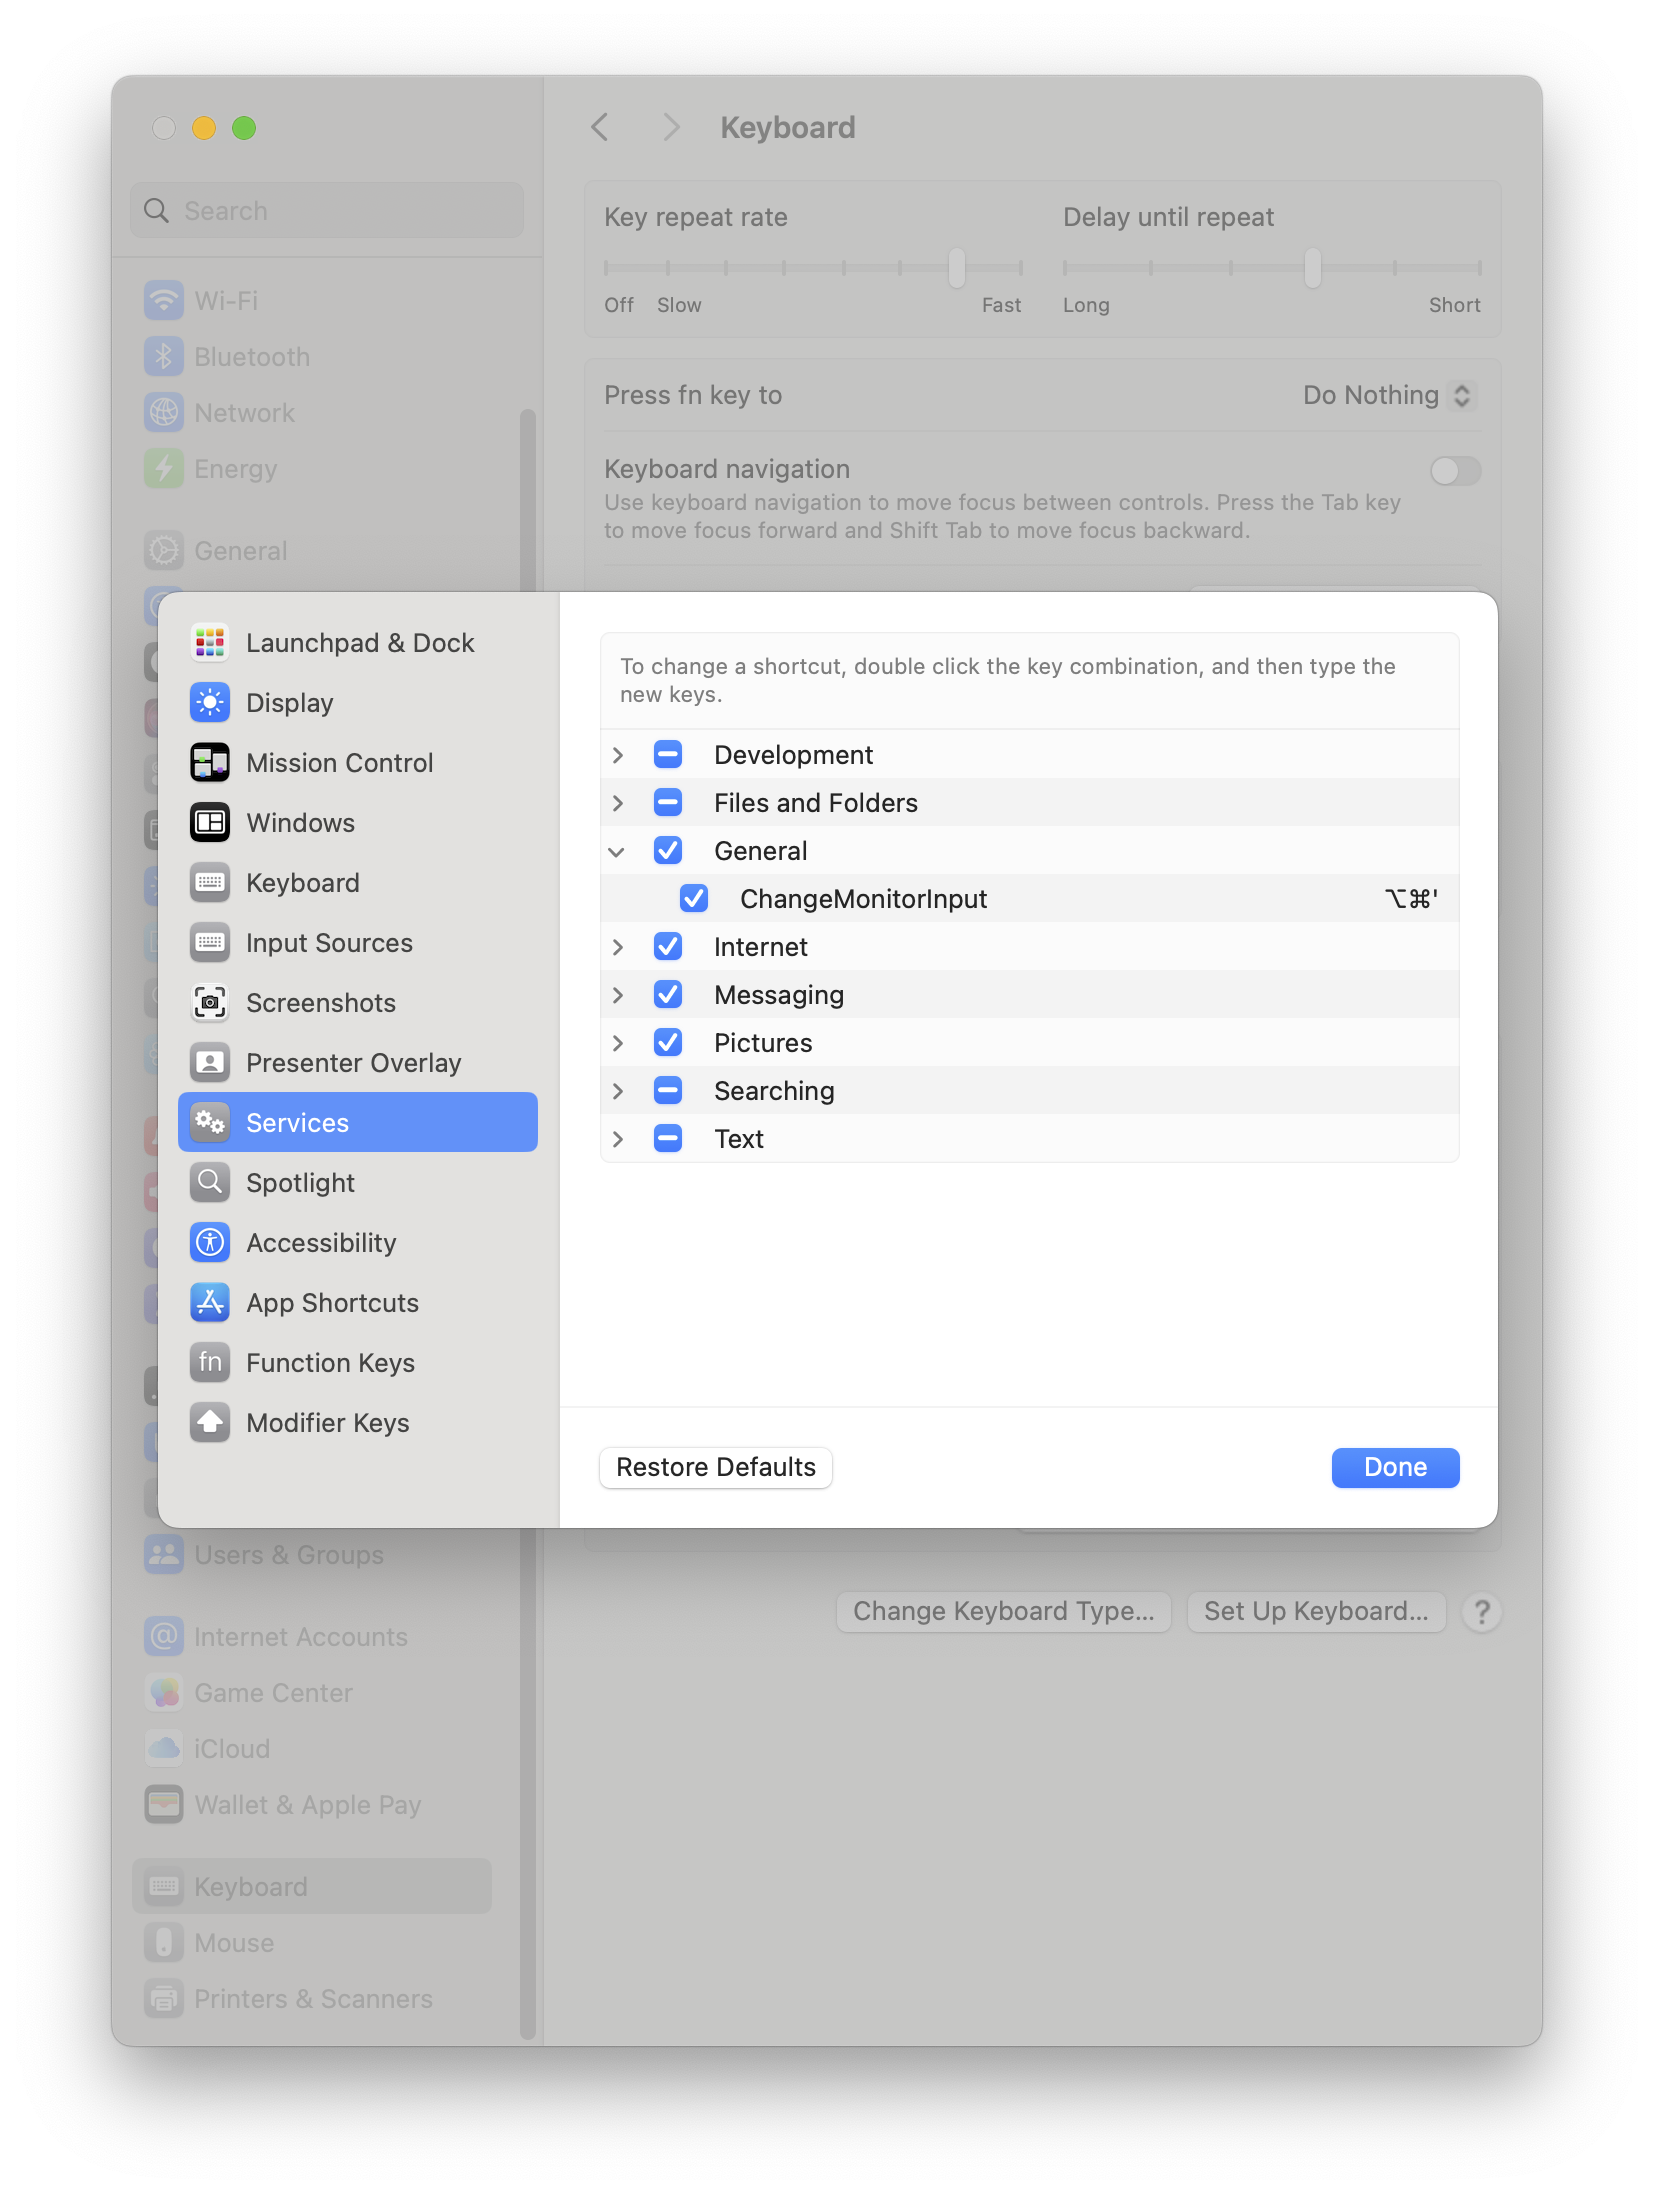 Keyboard
Search
Wi-Fi
Bluetooth
Network
Energy
General
Key repeat rate
Delay until repeat
Off Slow Fast
Long Short
Press fn key to
Do Nothing
Keyboard navigation
Use keyboard navigation to move focus between controls. Press the Tab key
to move focus forward and Shift Tab to move focus backward.
Launchpad & Dock
Display
Mission Control
Windows
Keyboard
Input Sources
Screenshots
Presenter Overlay
Services
Spotlight
Accessibility
App Shortcuts
fn Function Keys
Modifier Keys
To change a shortcut, double click the key combination, and then type the
new keys.
Development
Files and Folders
General
ChangeMonitorInput ⌥⌘'
Internet
Messaging
Pictures
Searching
Text
Restore Defaults
Done
Users & Groups
Internet Accounts
Game Center
iCloud
Wallet & Apple Pay
Keyboard
Mouse
Printers & Scanners
Change Keyboard Type...
Set Up Keyboard...
?